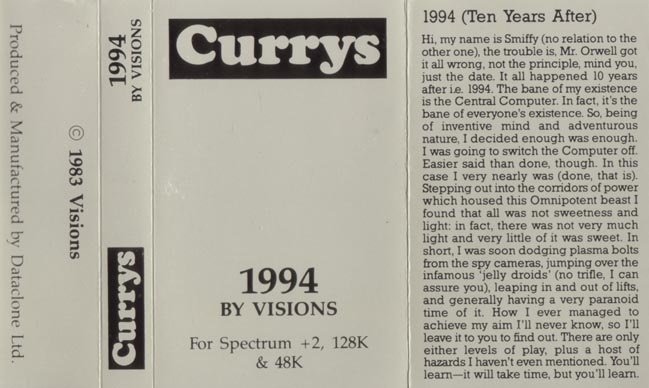 Produced & Manufactured by Dataclone Ltd.
© 1983 Visions
1994
BY VISIONS
Currys
Currys
1994
BY VISIONS
For Spectrum +2, 128K
& 48K
1994 (Ten Years After)
Hi, my name is Smiffy (no relation to the
other one), the trouble is, Mr. Orwell got
it all wrong, not the principle, mind you,
just the date. It all happened 10 years
after i.e. 1994. The bane of my existence
is the Central Computer. In fact, it's the
bane of everyone's existence. So, being
of inventive mind and adventurous
nature, I decided enough was enough.
I was going to switch the Computer off.
Easier said than done, though. In this
case I very nearly was (done, that is).
Stepping out into the corridors of power
which housed this Omnipotent beast I
found that all was not sweetness and
light: in fact, there was not very much
light and very little of it was sweet. In
short, I was soon dodging plasma bolts
from the spy cameras, jumping over the
infamous 'jelly droids' (no trifle, I can
assure you), leaping in and out of lifts,
and generally having a very paranoid
time of it. How I ever managed to
achieve my aim I'll never know, so I'll
leave it to you to find out. There are only
either levels of play, plus a host of
hazards I haven't even mentioned. You'll
learn—it will take time, but you'll learn.